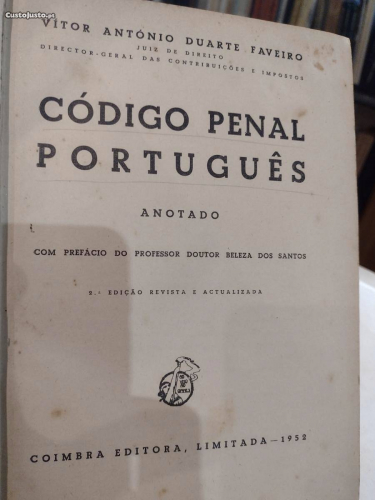 CustoJusto.pt
VÍTOR ANTÓNIO DUARTE FAVEIRO
JUIZ DE DIREITO
DIRECTOR-GERAL DAS CONTRIBUIÇÕES E IMPOSTOS
CÓDIGO PENAL
PORTUGUÊS
ANOTADO
COM PREFÁCIO DO PROFESSOR DOUTOR BELEZA DOS SANTOS
EDIÇÃO REVISTA E ACTUALIZADA
COIMBRA EDITORA, LIMITADA—1952